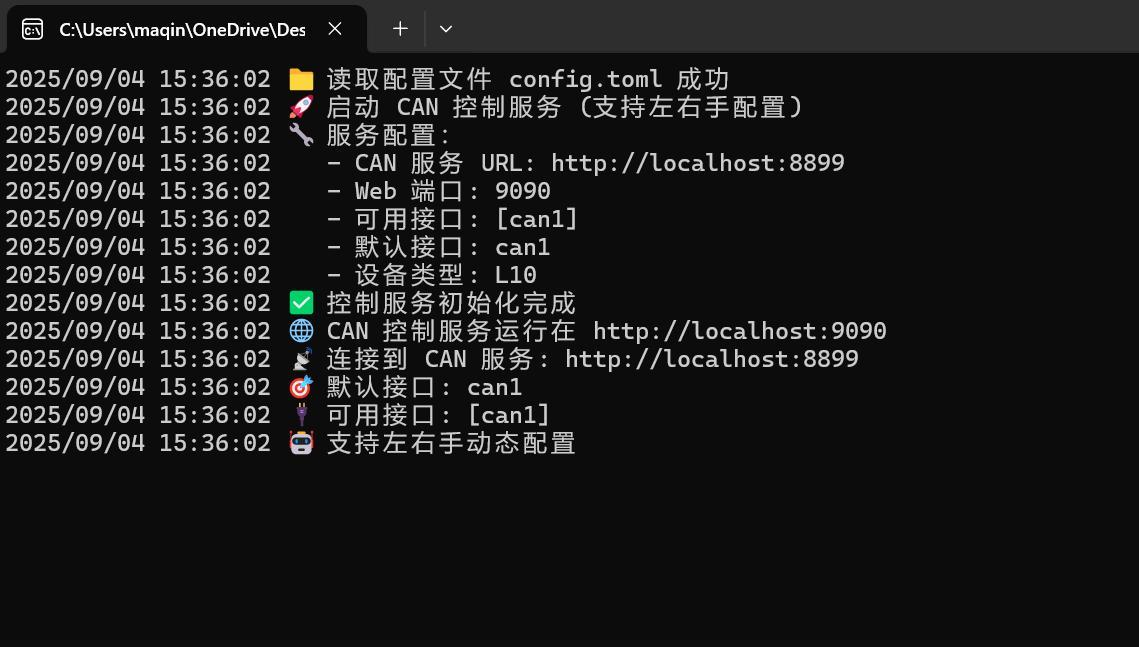 C:\Users\maqin\OneDrive\Des
2025/09/04 15:36:02 📁 读取配置文件 config.toml 成功
2025/09/04 15:36:02 🚀 启动 CAN 控制服务 (支持左右手配置)
2025/09/04 15:36:02 🔧 服务配置:
2025/09/04 15:36:02    - CAN 服务 URL: http://localhost:8899
2025/09/04 15:36:02    - Web 端口: 9090
2025/09/04 15:36:02    - 可用接口: [can1]
2025/09/04 15:36:02    - 默认接口: can1
2025/09/04 15:36:02    - 设备类型: L10
2025/09/04 15:36:02 ✅ 控制服务初始化完成
2025/09/04 15:36:02 🌐 CAN 控制服务运行在 http://localhost:9090
2025/09/04 15:36:02 📡 连接到 CAN 服务: http://localhost:8899
2025/09/04 15:36:02 🎯 默认接口: can1
2025/09/04 15:36:02 🔌 可用接口: [can1]
2025/09/04 15:36:02 🤖 支持左右手动态配置